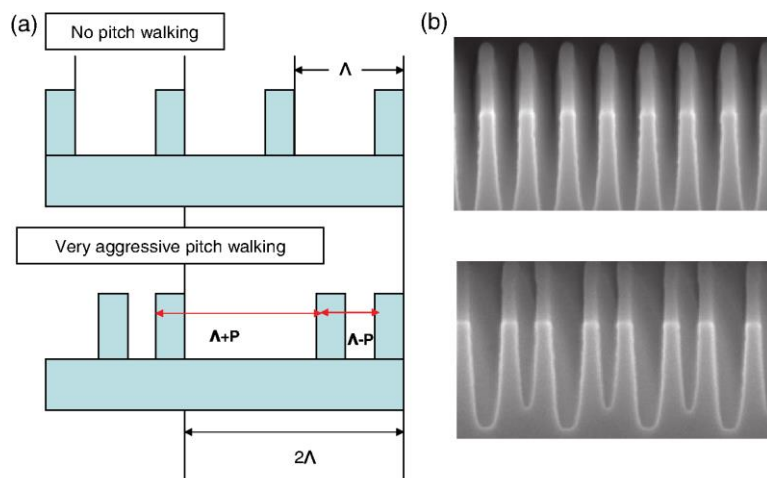 (a)
No pitch walking
Λ
Very aggressive pitch walking
Λ+P
Λ-P
2Λ
(b)